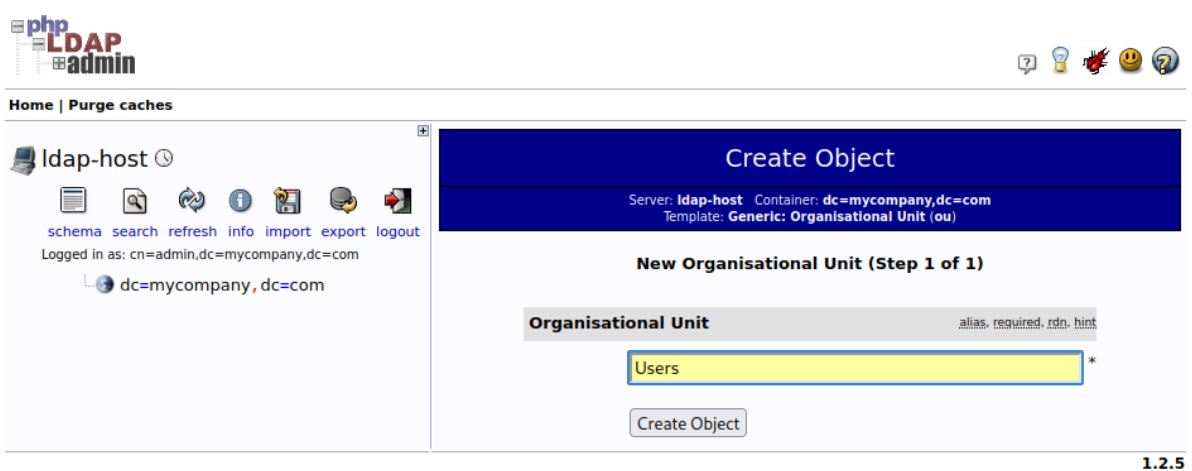 php
LDAP
admin
Home | Purge caches
ldap-host
schema search refresh info import export logout
Logged in as: cn=admin,dc=mycompany,dc=com
dc=mycompany,dc=com
Create Object
Server: ldap-host Container: dc=mycompany,dc=com
Template: Generic: Organisational Unit (ou)
New Organisational Unit (Step 1 of 1)
Organisational Unit alias, required, rdn, hint
Users *
Create Object
1.2.5